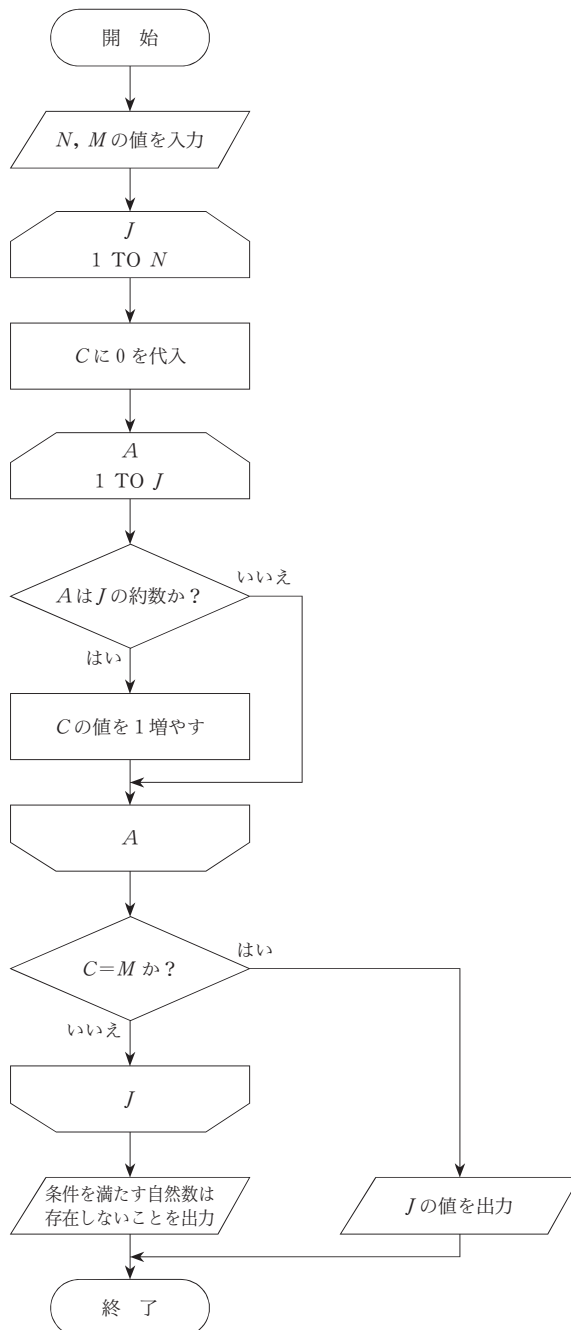 開　始
N, M の値を入力
J
1 TO N
C に 0 を代入
A
1 TO J
A は J の約数か？
いいえ
はい
C の値を 1 増やす
A
C＝M か？
はい
いいえ
J
条件を満たす自然数は
存在しないことを出力
J の値を出力
終　了